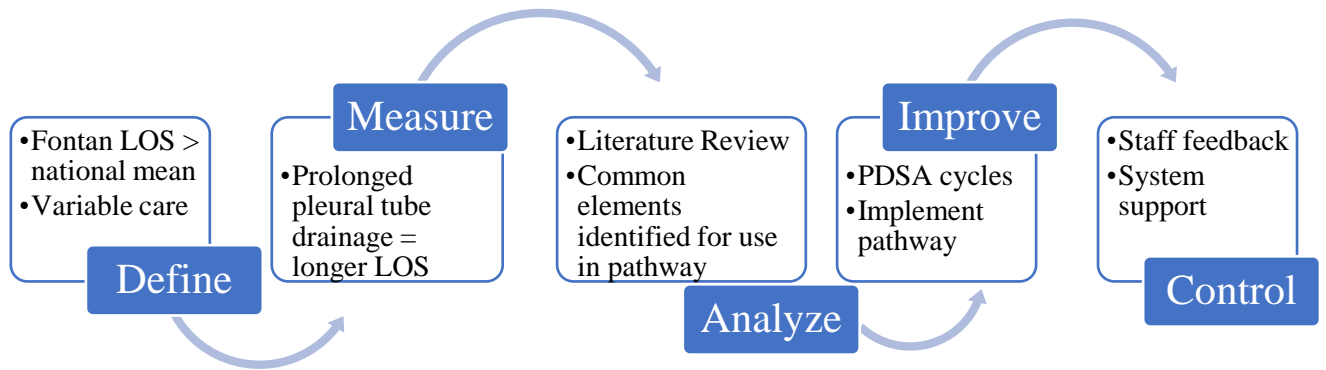 •Fontan LOS >
national mean
•Variable care
Define
Measure
•Prolonged
pleural tube
drainage =
longer LOS
•Literature Review
•Common
elements
identified for use
in pathway
Analyze
Improve
•PDSA cycles
•Implement
pathway
•Staff feedback
•System
support
Control